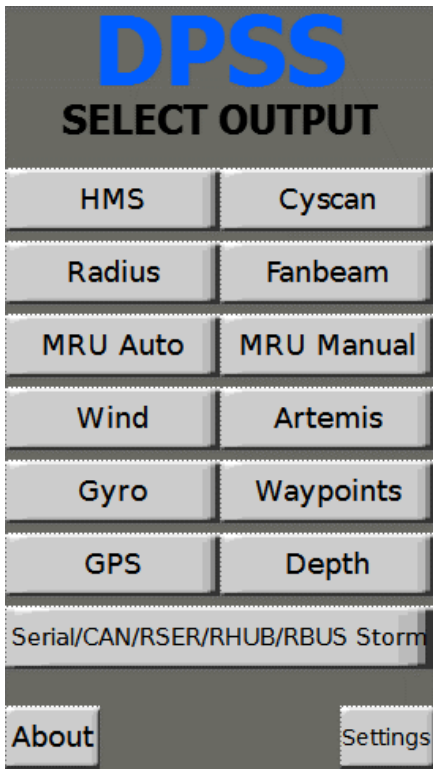 DPSS
SELECT OUTPUT
HMS Cyscan
Radius Fanbeam
MRU Auto MRU Manual
Wind Artemis
Gyro Waypoints
GPS Depth
Serial/CAN/RSER/RHUB/RBUS Storm
About Settings